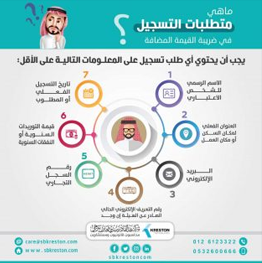 ماهي
متطلبات التسجيل
في ضريبة القيمة المضافة
؟
يجب أن يحتوي أي طلب تسجيل على المعلومات التالية على الأقل:
1
الاسم الرسمي
للشخص
الاعتباري
2
العنوان الفعلي
لمكان السكن
أو مكان العمل
3
البريد
الإلكتروني
4
رقم التعريف الإلكتروني الحالي
الصادر عن الهيئة إن وجد
5
رقم
السجل
التجاري
6
قيمة التوريدات
السنوية أو
النفقات السنوية
7
تاريخ التسجيل
الفعلي
أو المطلوب
KRESTON
care@sbkreston.com
www.sbkreston.com
sbkrestoncom
012 6123322
0532600666